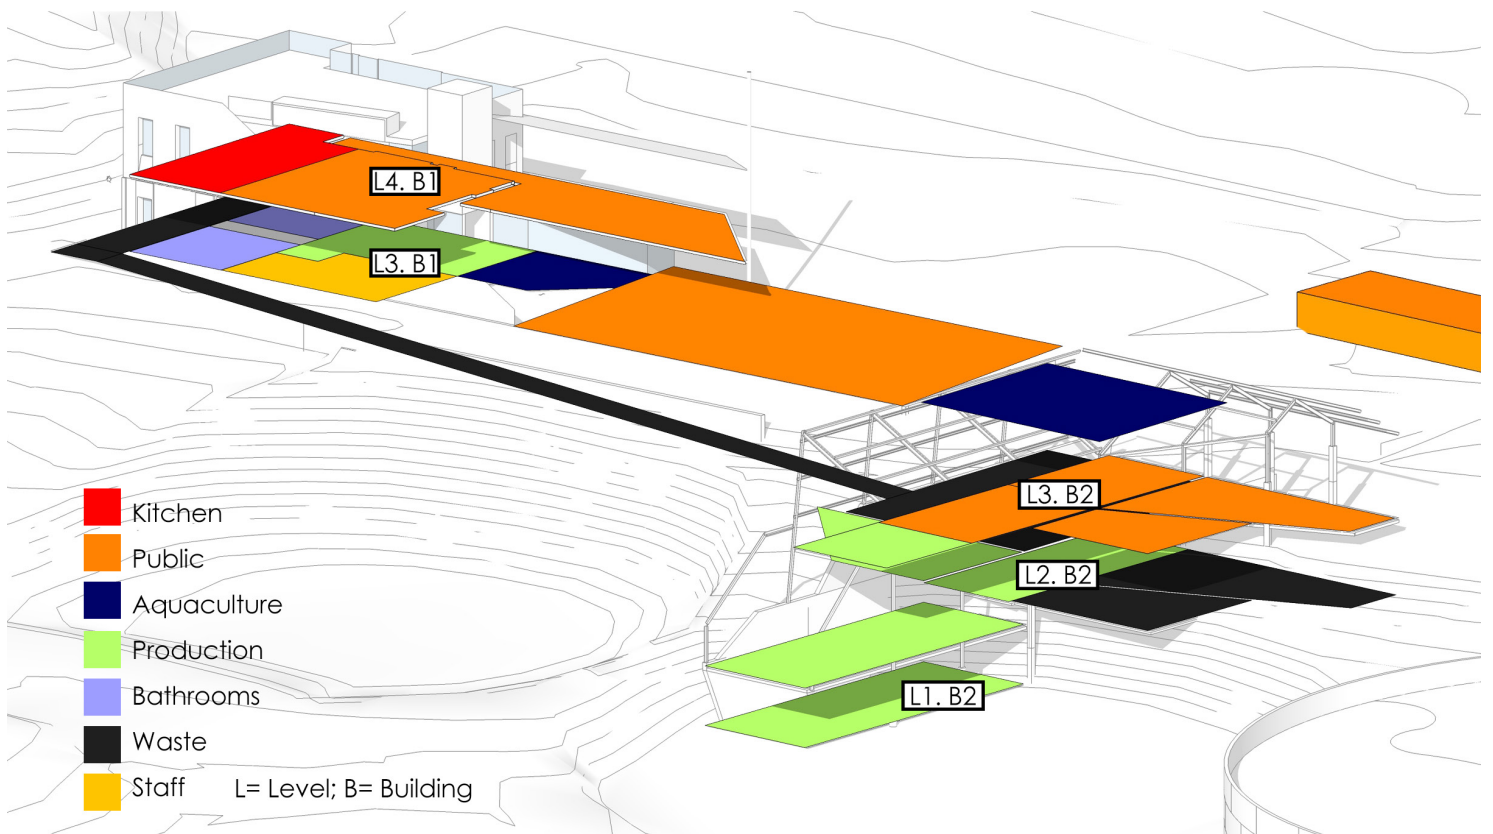 L4. B1
L3. B1
L3. B2
L2. B2
L1. B2
Kitchen
Public
Aquaculture
Production
Bathrooms
Waste
Staff
L= Level; B= Building